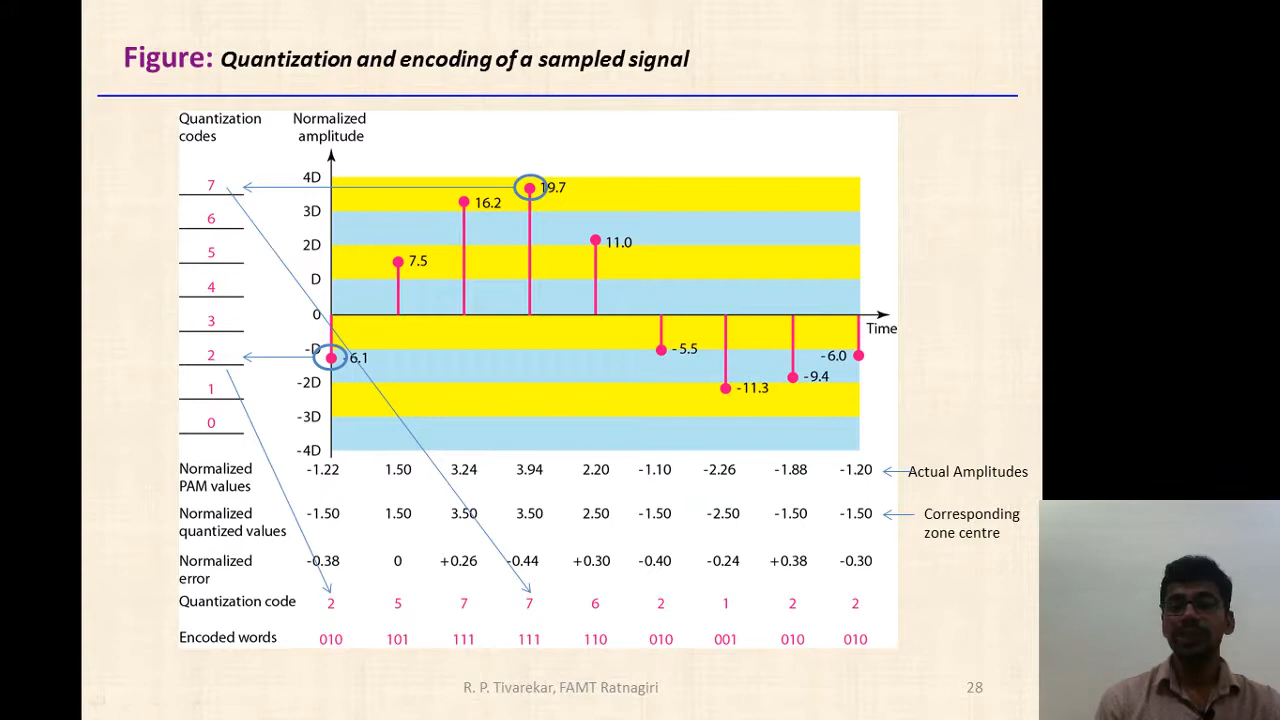 Figure: Quantization and encoding of a sampled signal
Quantization
codes
Normalized
amplitude
7
6
5
4
3
2
1
0
4D
3D
2D
D
0
-D
-2D
-3D
-4D
19.7
16.2
7.5
11.0
-6.1
-5.5
-11.3
-9.4
-6.0
Time
Normalized
PAM values
-1.22 1.50 3.24 3.94 2.20 -1.10 -2.26 -1.88 -1.20
Actual Amplitudes
Normalized
quantized values
-1.50 1.50 3.50 3.50 2.50 -1.50 -2.50 -1.50 -1.50
Corresponding
zone centre
Normalized
error
-0.38 0 +0.26 -0.44 +0.30 -0.40 -0.24 +0.38 -0.30
Quantization code 2 5 7 7 6 2 1 2 2
Encoded words 010 101 111 111 110 010 001 010 010
R. P. Tivarekar, FAMT Ratnagiri
28